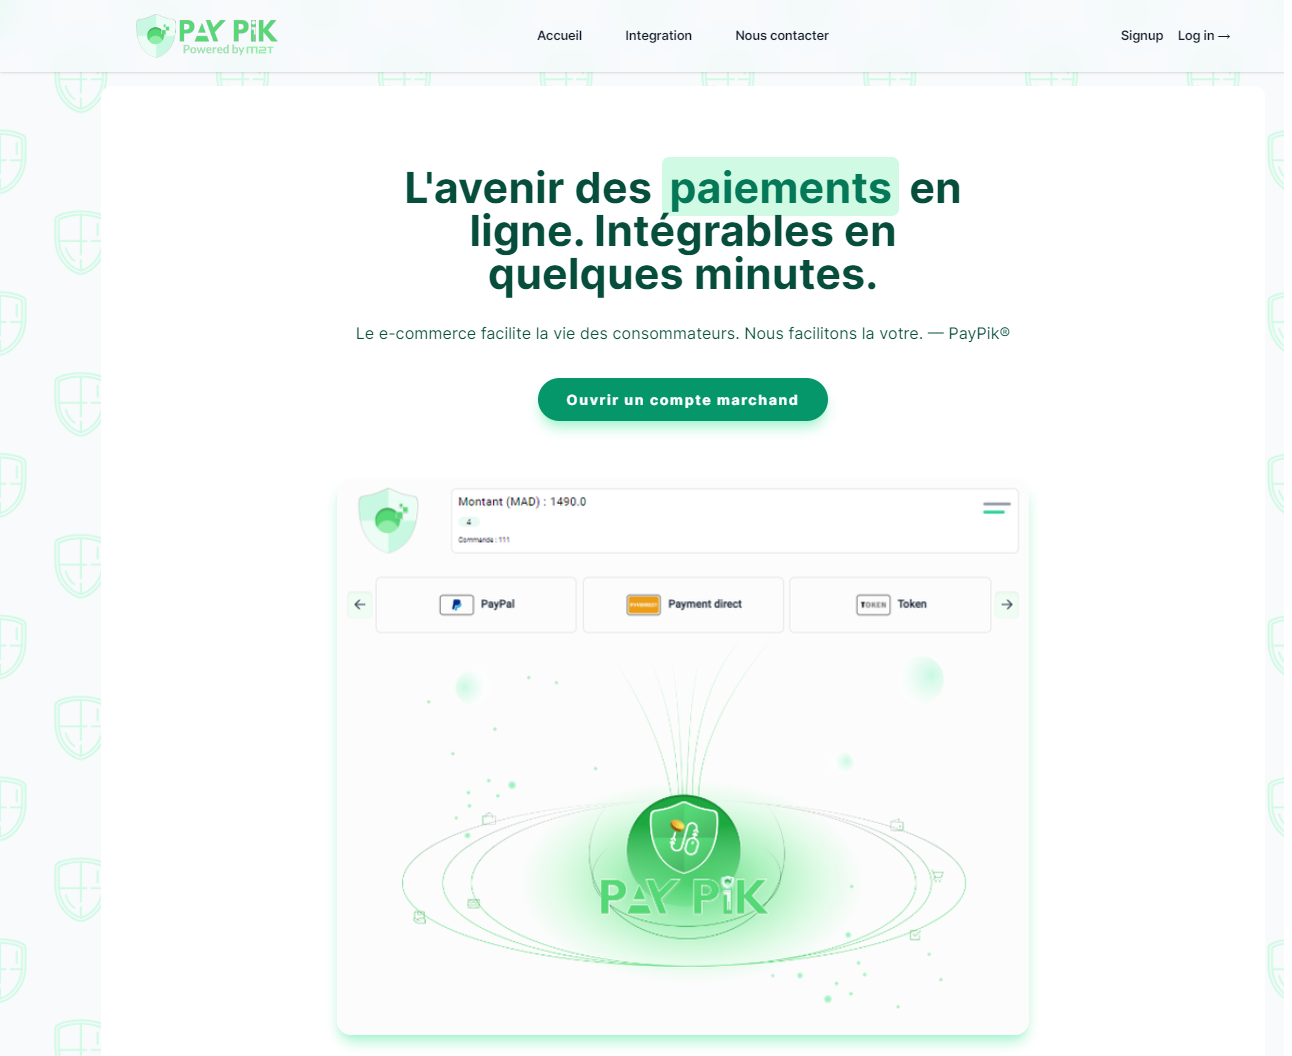 PAY PIK
Powered by M2T
Accueil
Integration
Nous contacter
Signup
Log in →
L'avenir des paiements en
ligne. Intégrables en
quelques minutes.
Le e-commerce facilite la vie des consommateurs. Nous facilitons la votre. — PayPik®
Ouvrir un compte marchand
Montant (MAD) : 1490.0
4
Commande : 111
PayPal
Payment direct
TOKEN
Token
PAY PIK